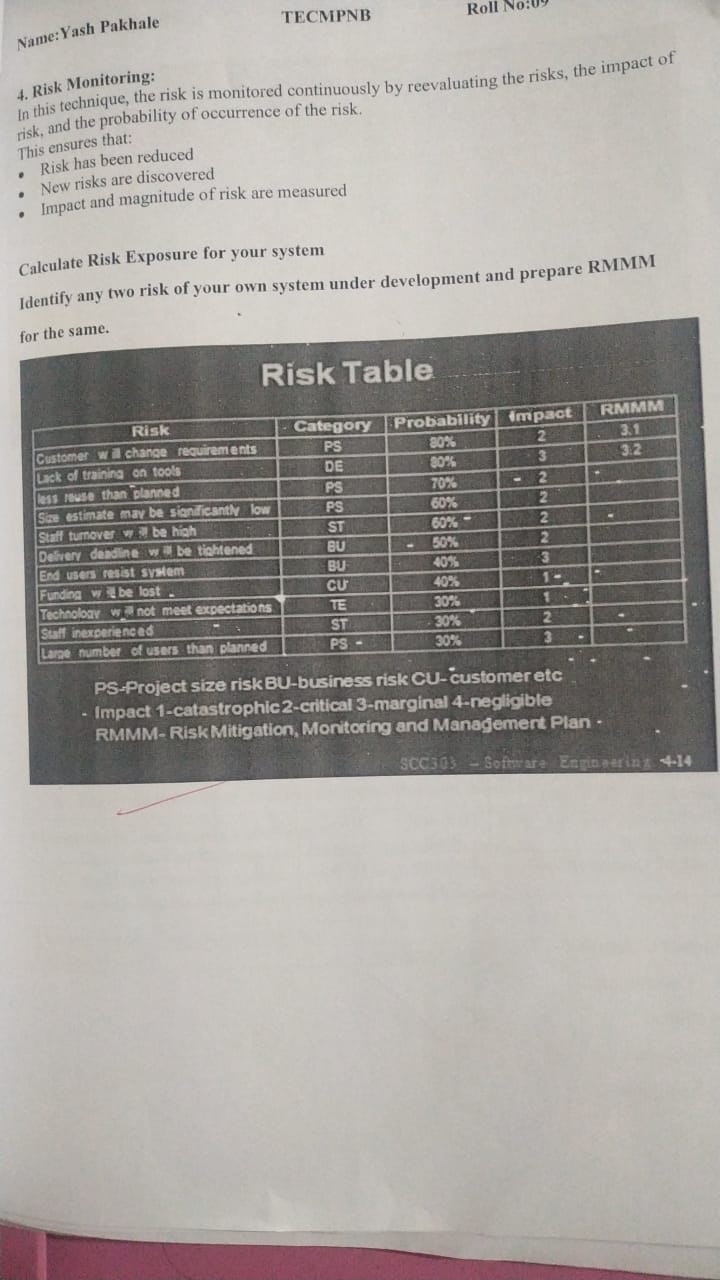 Name:Yash Pakhale TECMPNB Roll No:09
4. Risk Monitoring:
In this technique, the risk is monitored continuously by reevaluating the risks, the impact of
risk, and the probability of occurrence of the risk.
This ensures that:
• Risk has been reduced
• New risks are discovered
• Impact and magnitude of risk are measured
Calculate Risk Exposure for your system
Identify any two risk of your own system under development and prepare RMMM
for the same.
Risk Table
Risk Category Probability Impact RMMM
Customer will change requirements PS 80% 2 3.1
Lack of training on tools DE 80% 3 3.2
less reuse than planned PS 70% 2
Size estimate may be significantly low PS 60% 2
Staff turnover will be high ST 60% 2
Delivery deadline will be tightened BU 50% 2
End users resist system BU 40% 3
Funding will be lost CU 40% 1
Technology will not meet expectations TE 30% 1
Staff inexperienced ST 30% 2
Large number of users than planned PS 30% 3
PS-Project size risk BU-business risk CU-customer etc
Impact 1-catastrophic 2-critical 3-marginal 4-negligible
RMMM- Risk Mitigation, Monitoring and Management Plan
SCC303 - Software Engineering 4-14